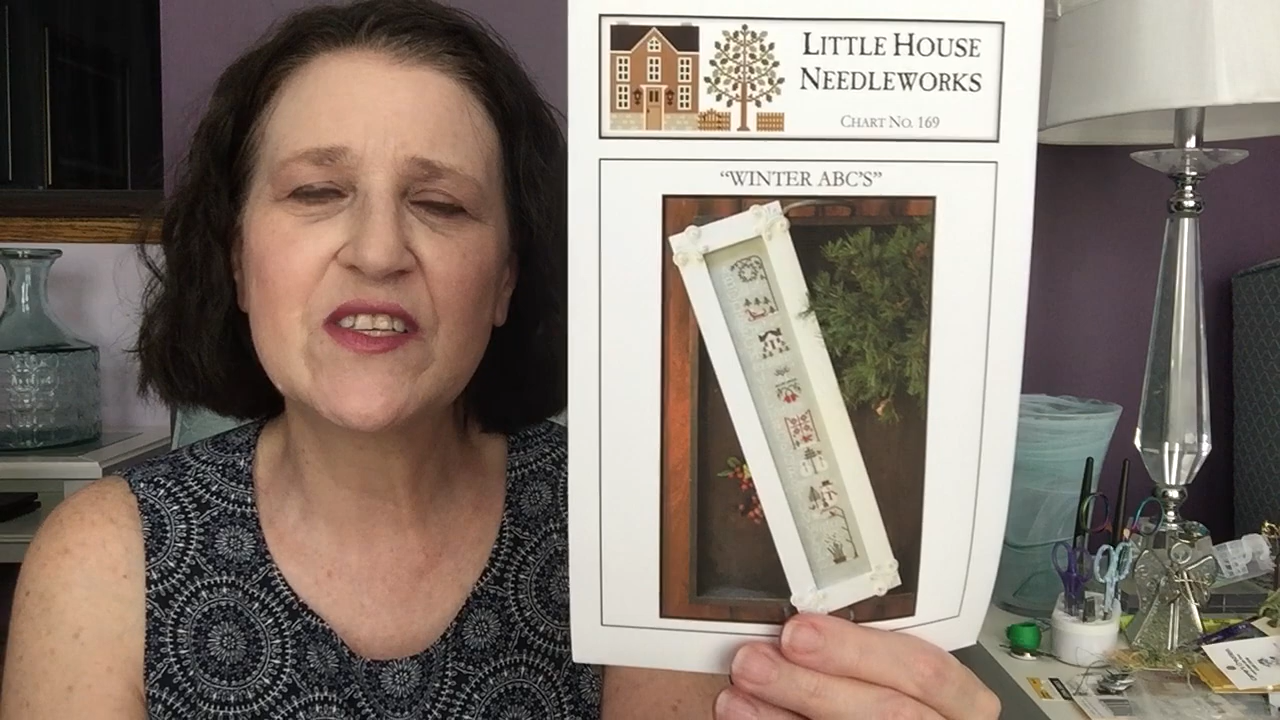 LITTLE HOUSE
NEEDLEWORKS
CHART NO. 169
"WINTER ABC'S"